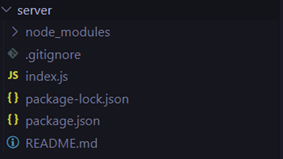 server
node_modules
.gitignore
JS index.js
{} package-lock.json
{} package.json
README.md